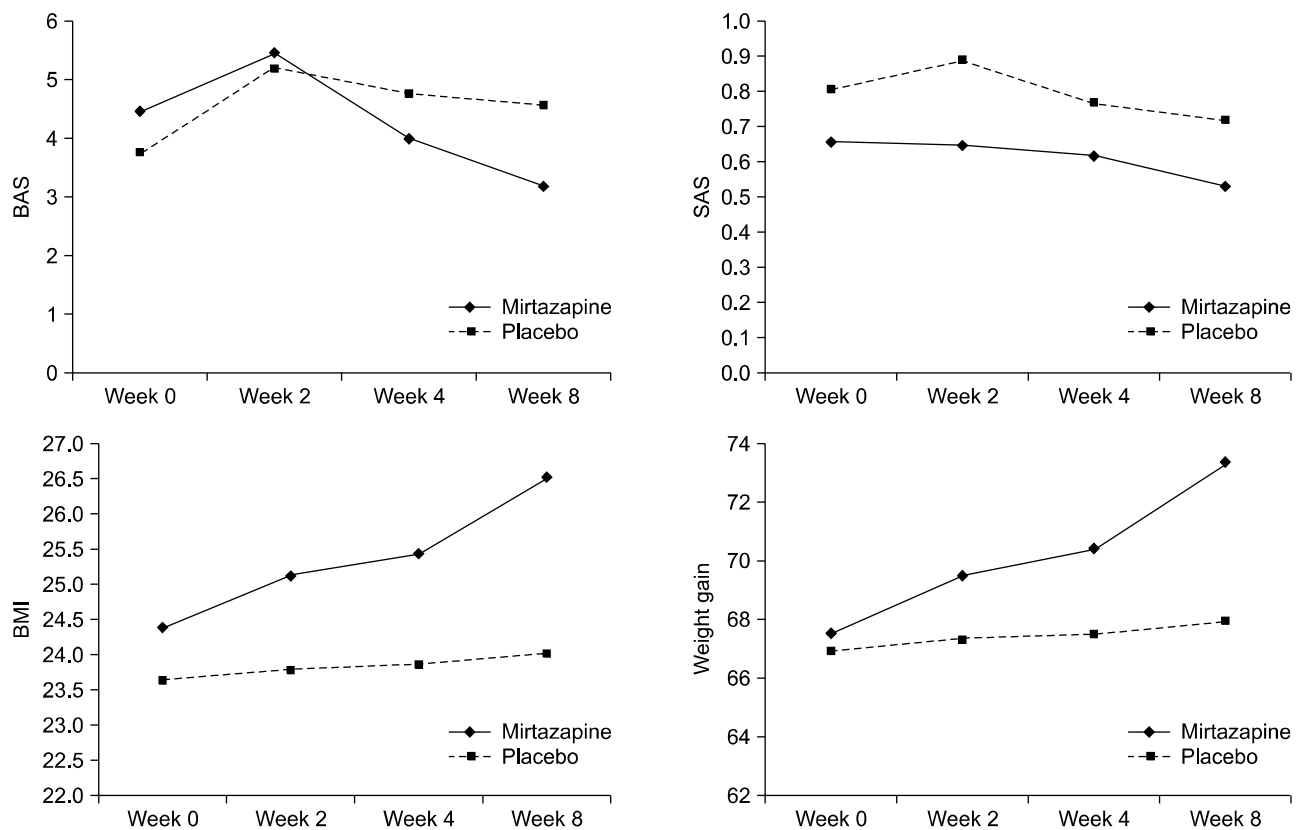 6
5
4
3
2
1
0
BAS
Mirtazapine
Placebo
Week 0 Week 2 Week 4 Week 8
1.0
0.9
0.8
0.7
0.6
0.5
0.4
0.3
0.2
0.1
0.0
SAS
Mirtazapine
Placebo
Week 0 Week 2 Week 4 Week 8
27.0
26.5
26.0
25.5
25.0
24.5
24.0
23.5
23.0
22.5
22.0
BMI
Mirtazapine
Placebo
Week 0 Week 2 Week 4 Week 8
74
72
70
68
66
64
62
Weight gain
Mirtazapine
Placebo
Week 0 Week 2 Week 4 Week 8